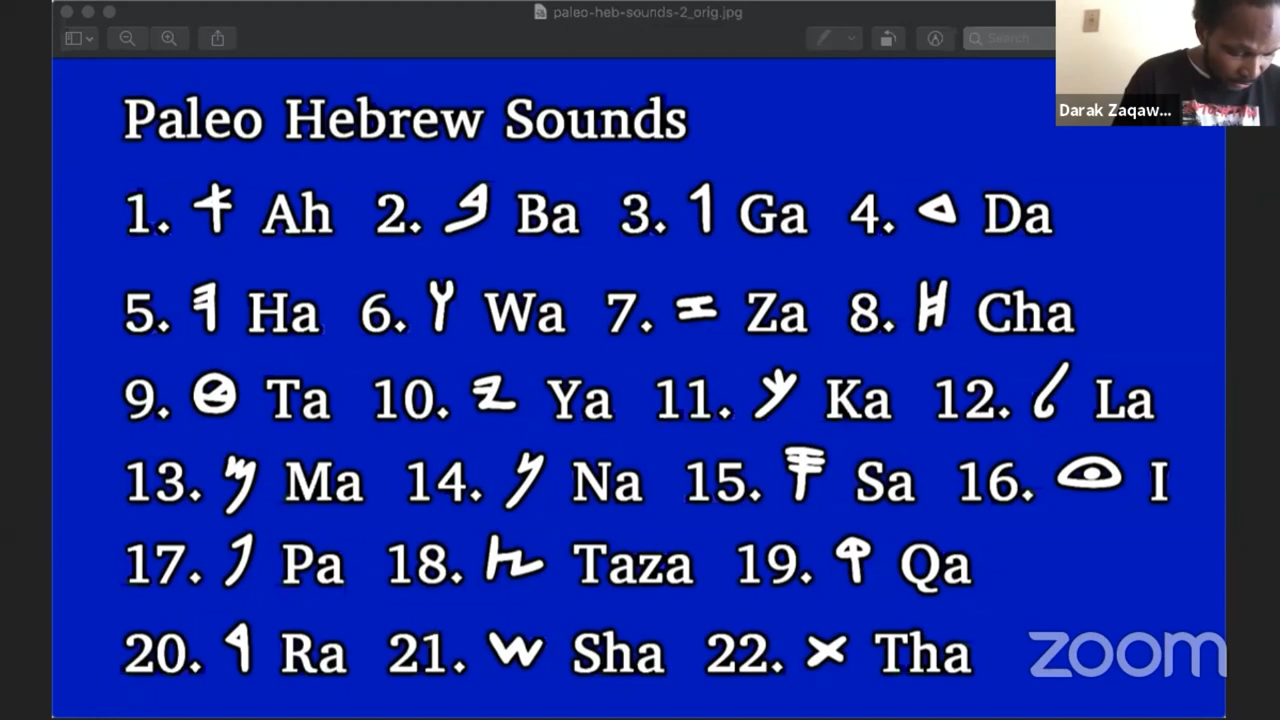 paleo-heb-sounds-2_orig.jpg
Search
Darak Zaqaw...
Paleo Hebrew Sounds
1. 𐤀 Ah 2. 𐤁 Ba 3. 𐤂 Ga 4. 𐤃 Da
5. 𐤄 Ha 6. 𐤅 Wa 7. 𐤆 Za 8. 𐤇 Cha
9. 𐤈 Ta 10. 𐤉 Ya 11. 𐤊 Ka 12. 𐤋 La
13. 𐤌 Ma 14. 𐤍 Na 15. 𐤎 Sa 16. 𐤏 I
17. 𐤐 Pa 18. 𐤑 Taza 19. 𐤒 Qa
20. 𐤓 Ra 21. 𐤔 Sha 22. 𐤕 Tha
zoom